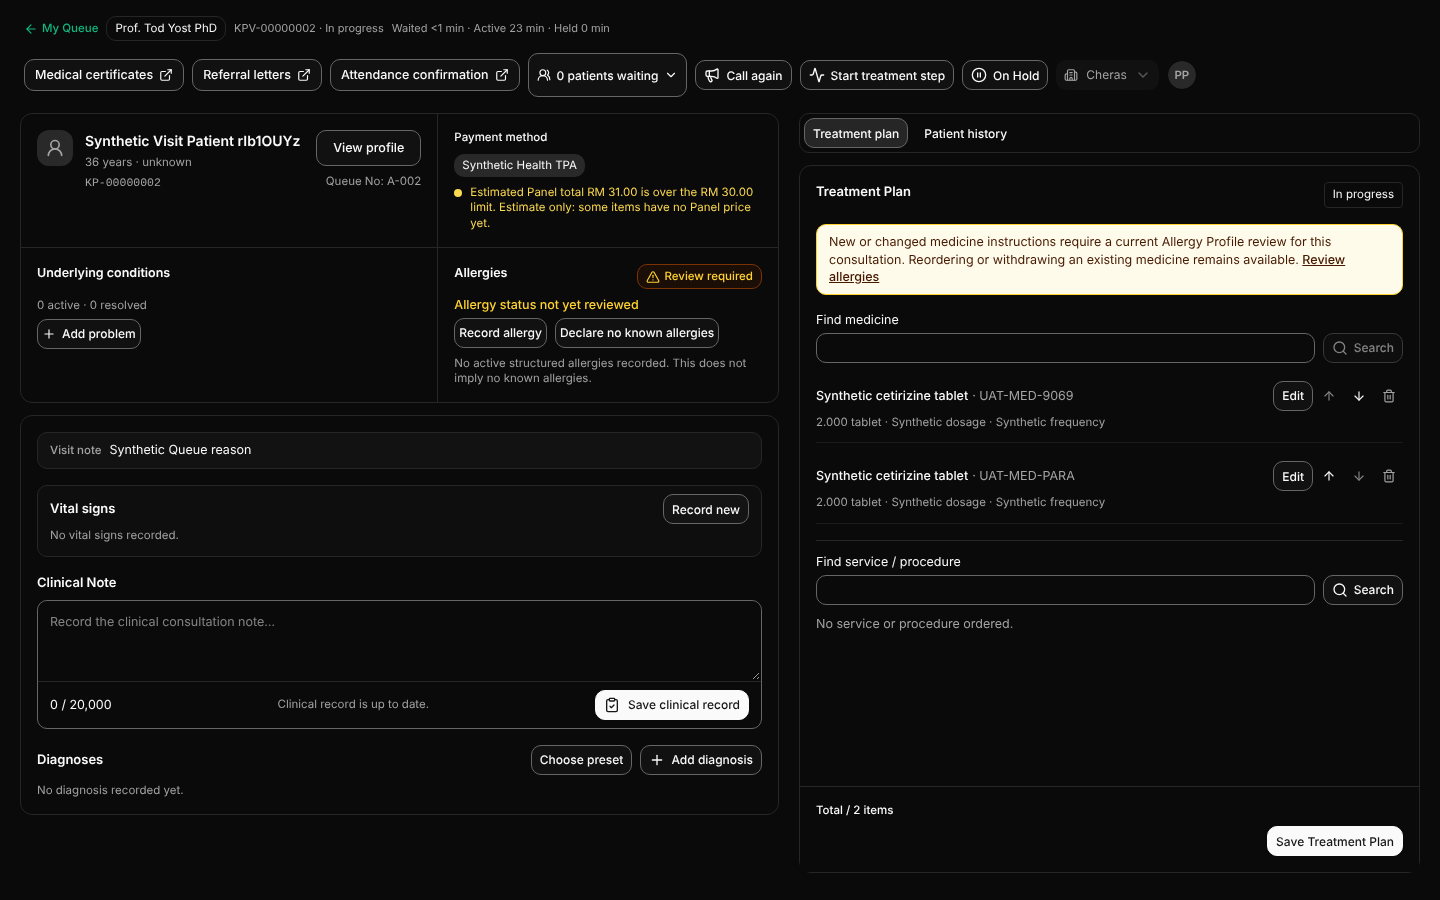 My Queue
Prof. Tod Yost PhD
KPV-00000002 · In progress
Waited <1 min · Active 23 min · Held 0 min
Medical certificates
Referral letters
Attendance confirmation
0 patients waiting
Call again
Start treatment step
On Hold
Cheras
PP
Synthetic Visit Patient rlb1OUYz
36 years · unknown
KP-00000002
View profile
Queue No: A-002
Payment method
Synthetic Health TPA
Estimated Panel total RM 31.00 is over the RM 30.00
limit. Estimate only: some items have no Panel price
yet.
Underlying conditions
0 active · 0 resolved
Add problem
Allergies
Review required
Allergy status not yet reviewed
Record allergy
Declare no known allergies
No active structured allergies recorded. This does not
imply no known allergies.
Visit note
Synthetic Queue reason
Vital signs
Record new
No vital signs recorded.
Clinical Note
Record the clinical consultation note...
0 / 20,000
Clinical record is up to date.
Save clinical record
Diagnoses
Choose preset
Add diagnosis
No diagnosis recorded yet.
Treatment plan
Patient history
Treatment Plan
In progress
New or changed medicine instructions require a current Allergy Profile review for this
consultation. Reordering or withdrawing an existing medicine remains available. Review
allergies
Find medicine
Search
Synthetic cetirizine tablet · UAT-MED-9069
Edit
2.000 tablet · Synthetic dosage · Synthetic frequency
Synthetic cetirizine tablet · UAT-MED-PARA
Edit
2.000 tablet · Synthetic dosage · Synthetic frequency
Find service / procedure
Search
No service or procedure ordered.
Total / 2 items
Save Treatment Plan